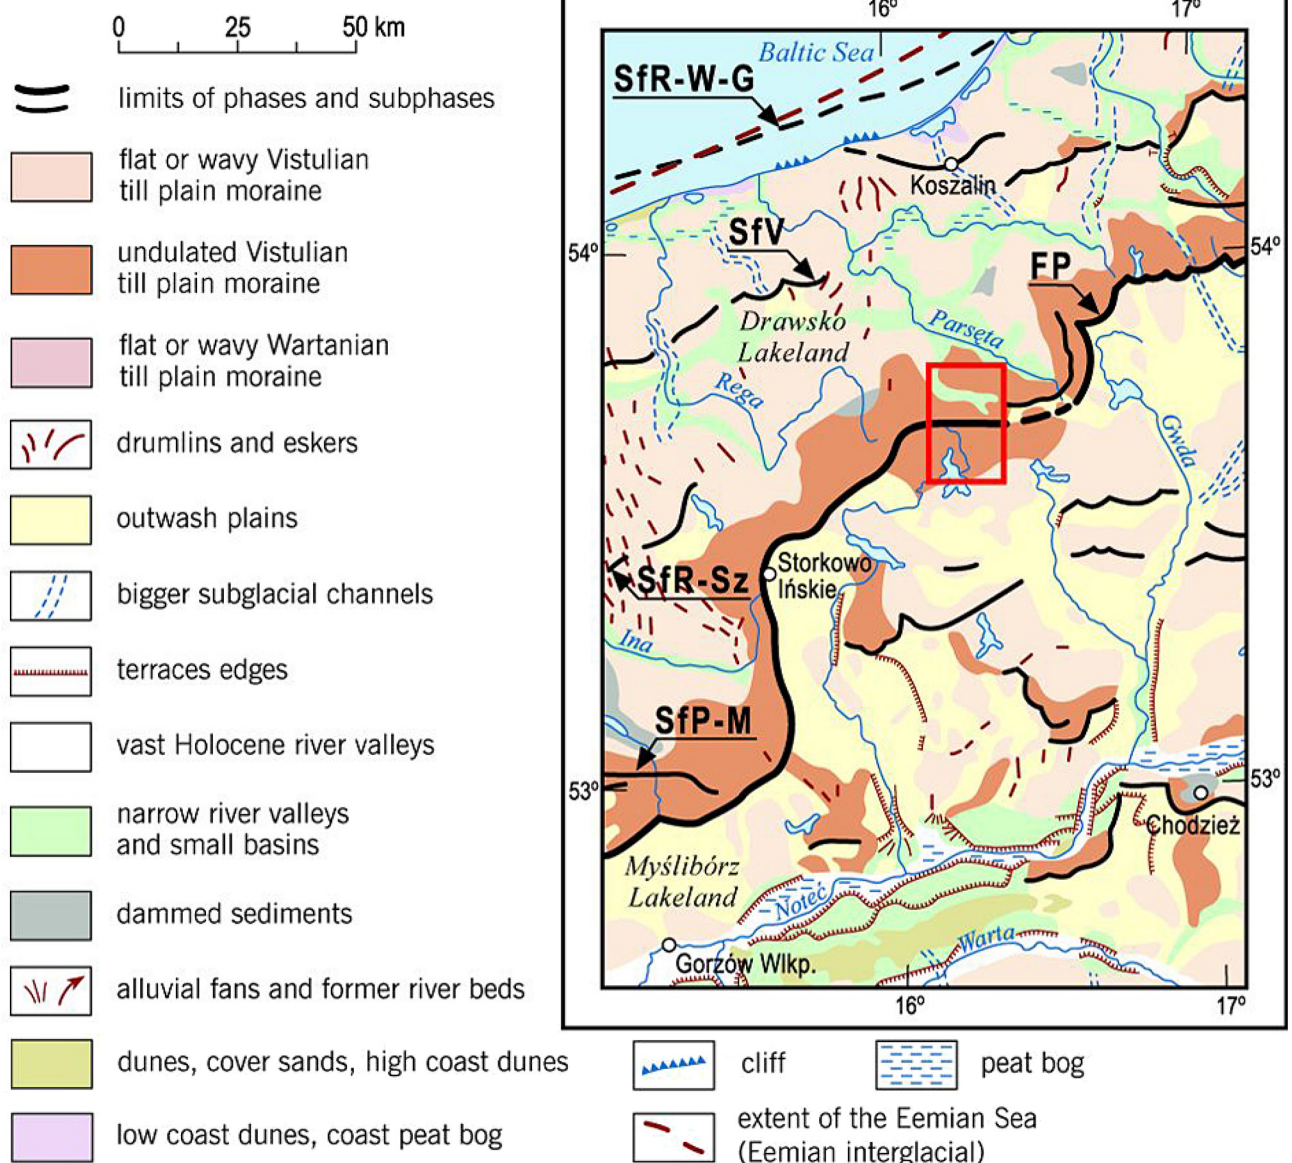 0 25 50 km
limits of phases and subphases
flat or wavy Vistulian
till plain moraine
undulated Vistulian
till plain moraine
flat or wavy Wartanian
till plain moraine
drumlins and eskers
outwash plains
bigger subglacial channels
terraces edges
vast Holocene river valleys
narrow river valleys
and small basins
dammed sediments
alluvial fans and former river beds
dunes, cover sands, high coast dunes
low coast dunes, coast peat bog
16° 17°
Baltic Sea
SfR-W-G
Koszalin
SfV
54° 54°
FP
Drawsko
Lakeland
Parsęta
Rega
Gwda
Storkowo
Ińskie
SfR-Sz
Ina
SfP-M
53° 53°
Chodzież
Myślibórz
Lakeland
Noteć
Warta
Gorzów Wlkp.
16° 17°
cliff
peat bog
extent of the Eemian Sea
(Eemian interglacial)